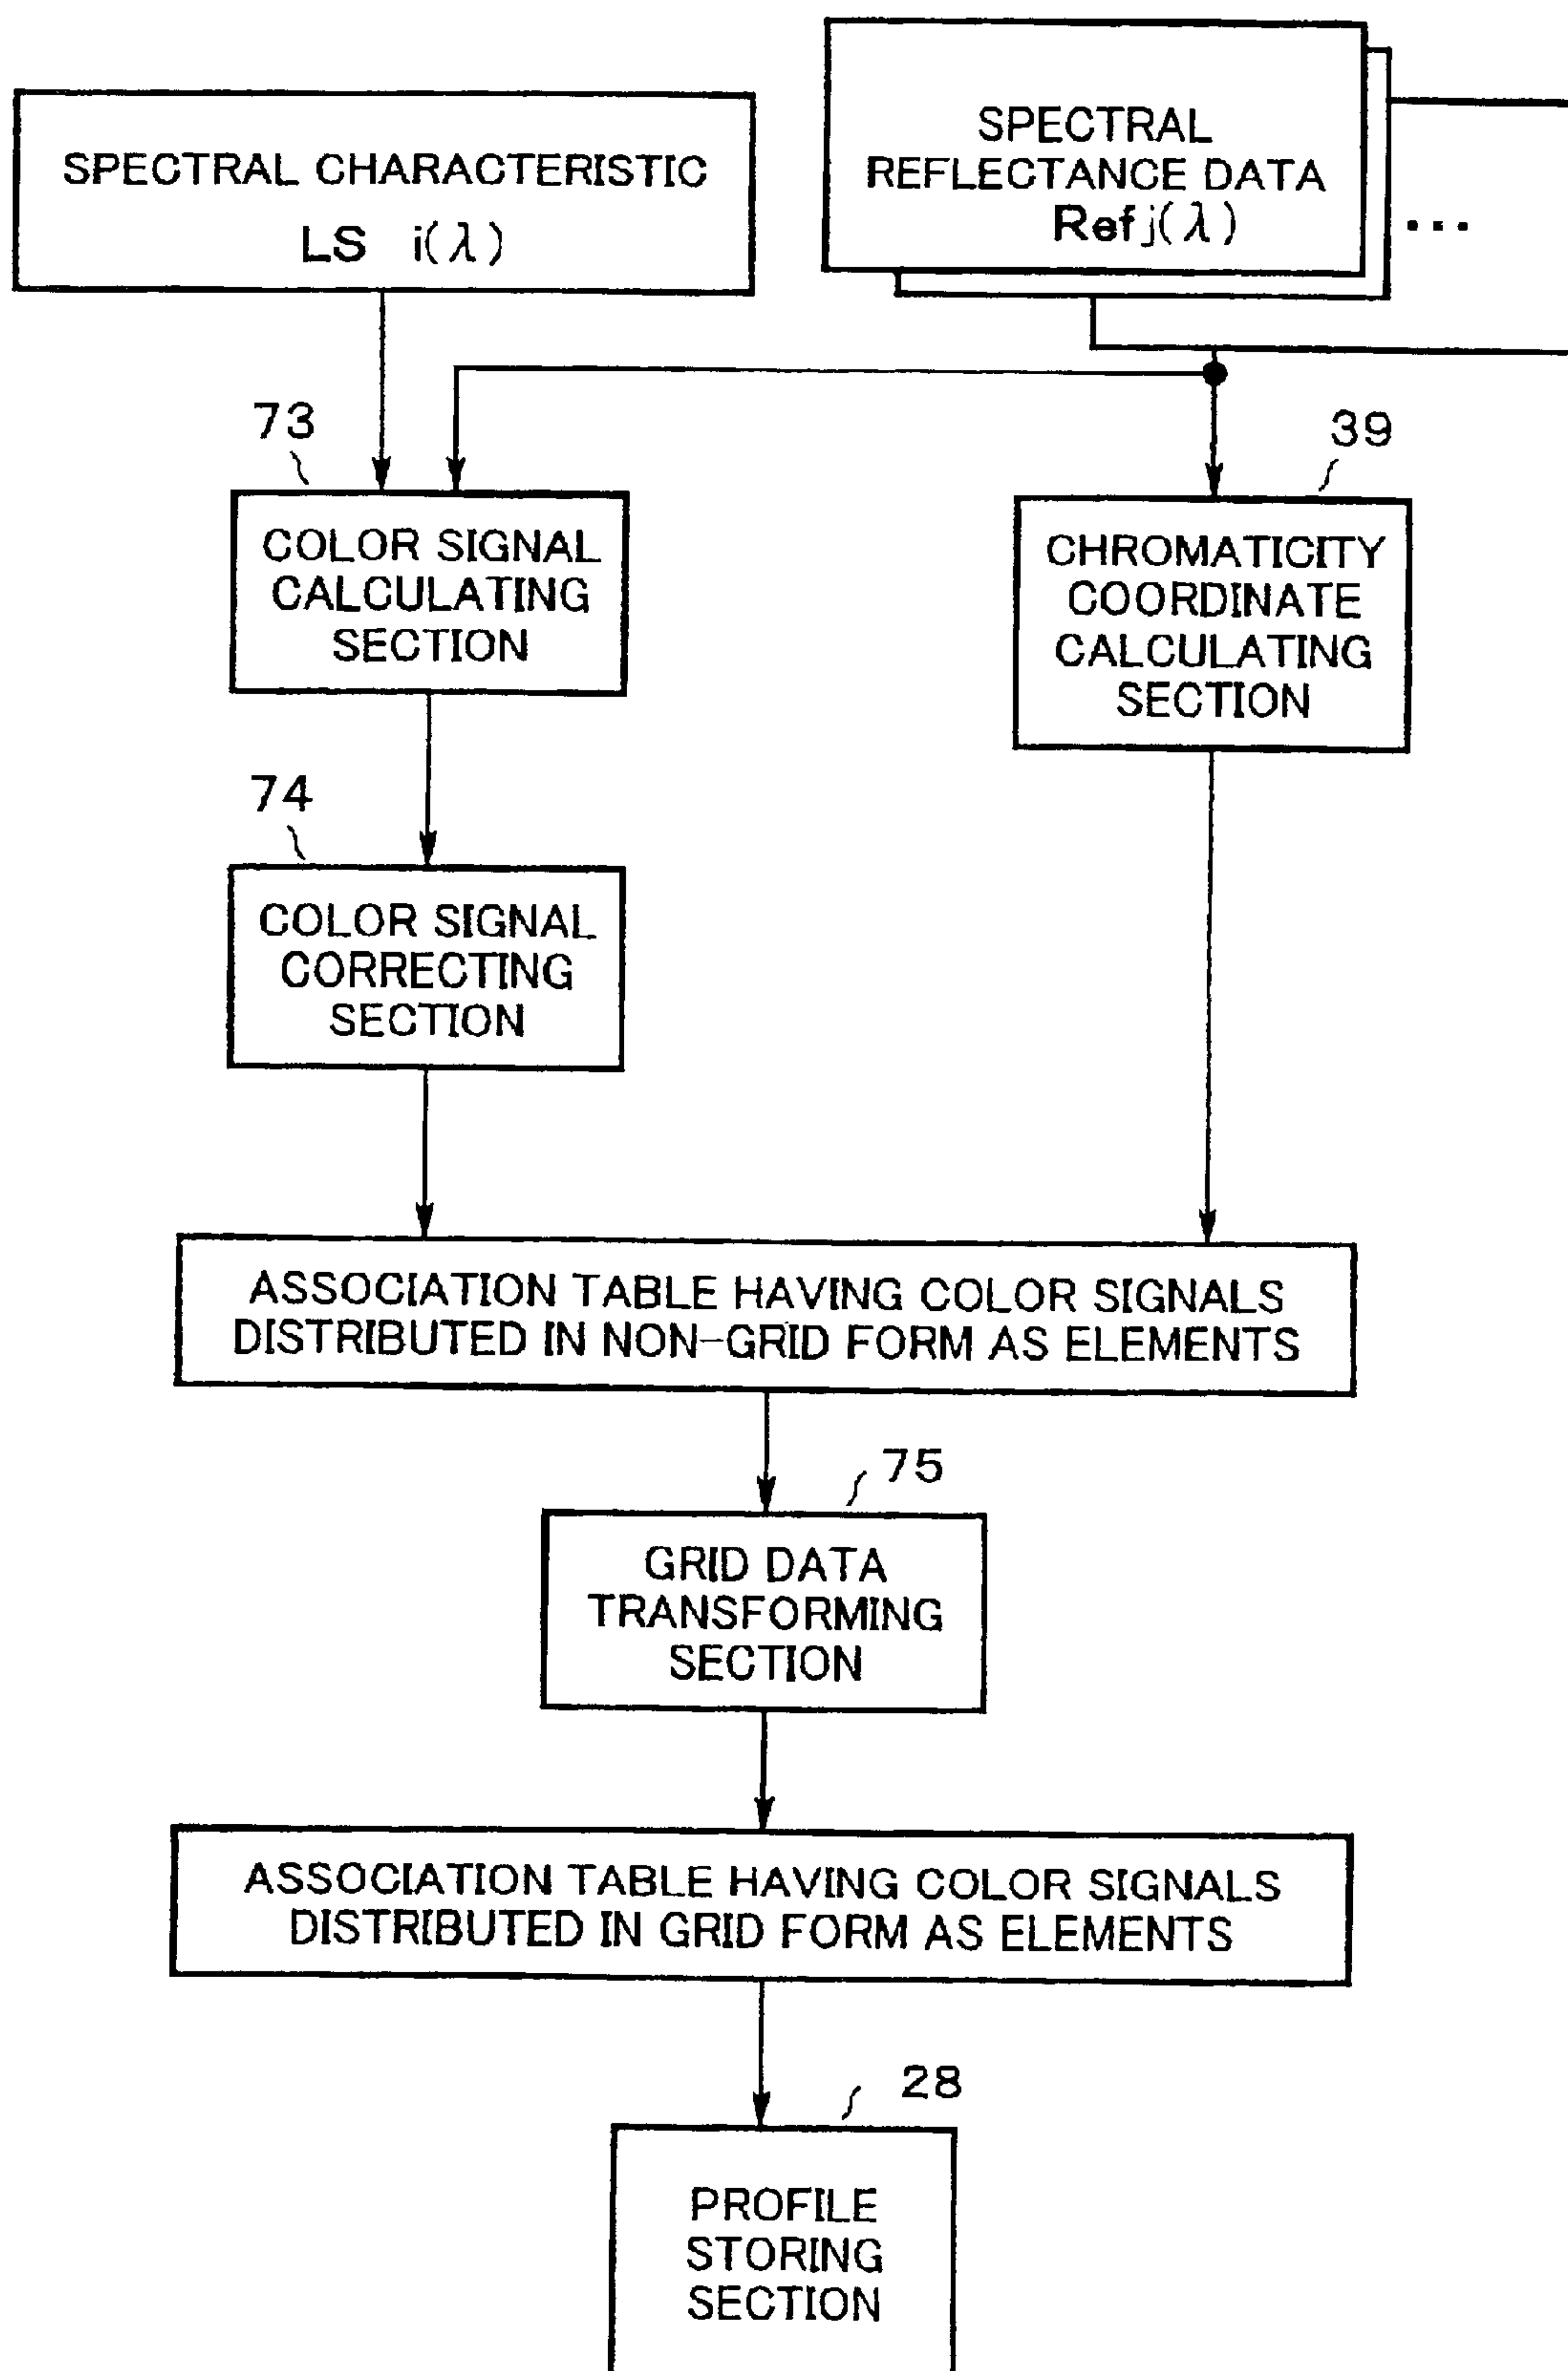 SPECTRAL CHARACTERISTIC
LS i(λ)
SPECTRAL
REFLECTANCE DATA
Ref j(λ)
...
73
39
COLOR SIGNAL
CALCULATING
SECTION
CHROMATICITY
COORDINATE
CALCULATING
SECTION
74
COLOR SIGNAL
CORRECTING
SECTION
ASSOCIATION TABLE HAVING COLOR SIGNALS
DISTRIBUTED IN NON-GRID FORM AS ELEMENTS
75
GRID DATA
TRANSFORMING
SECTION
ASSOCIATION TABLE HAVING COLOR SIGNALS
DISTRIBUTED IN GRID FORM AS ELEMENTS
28
PROFILE
STORING
SECTION